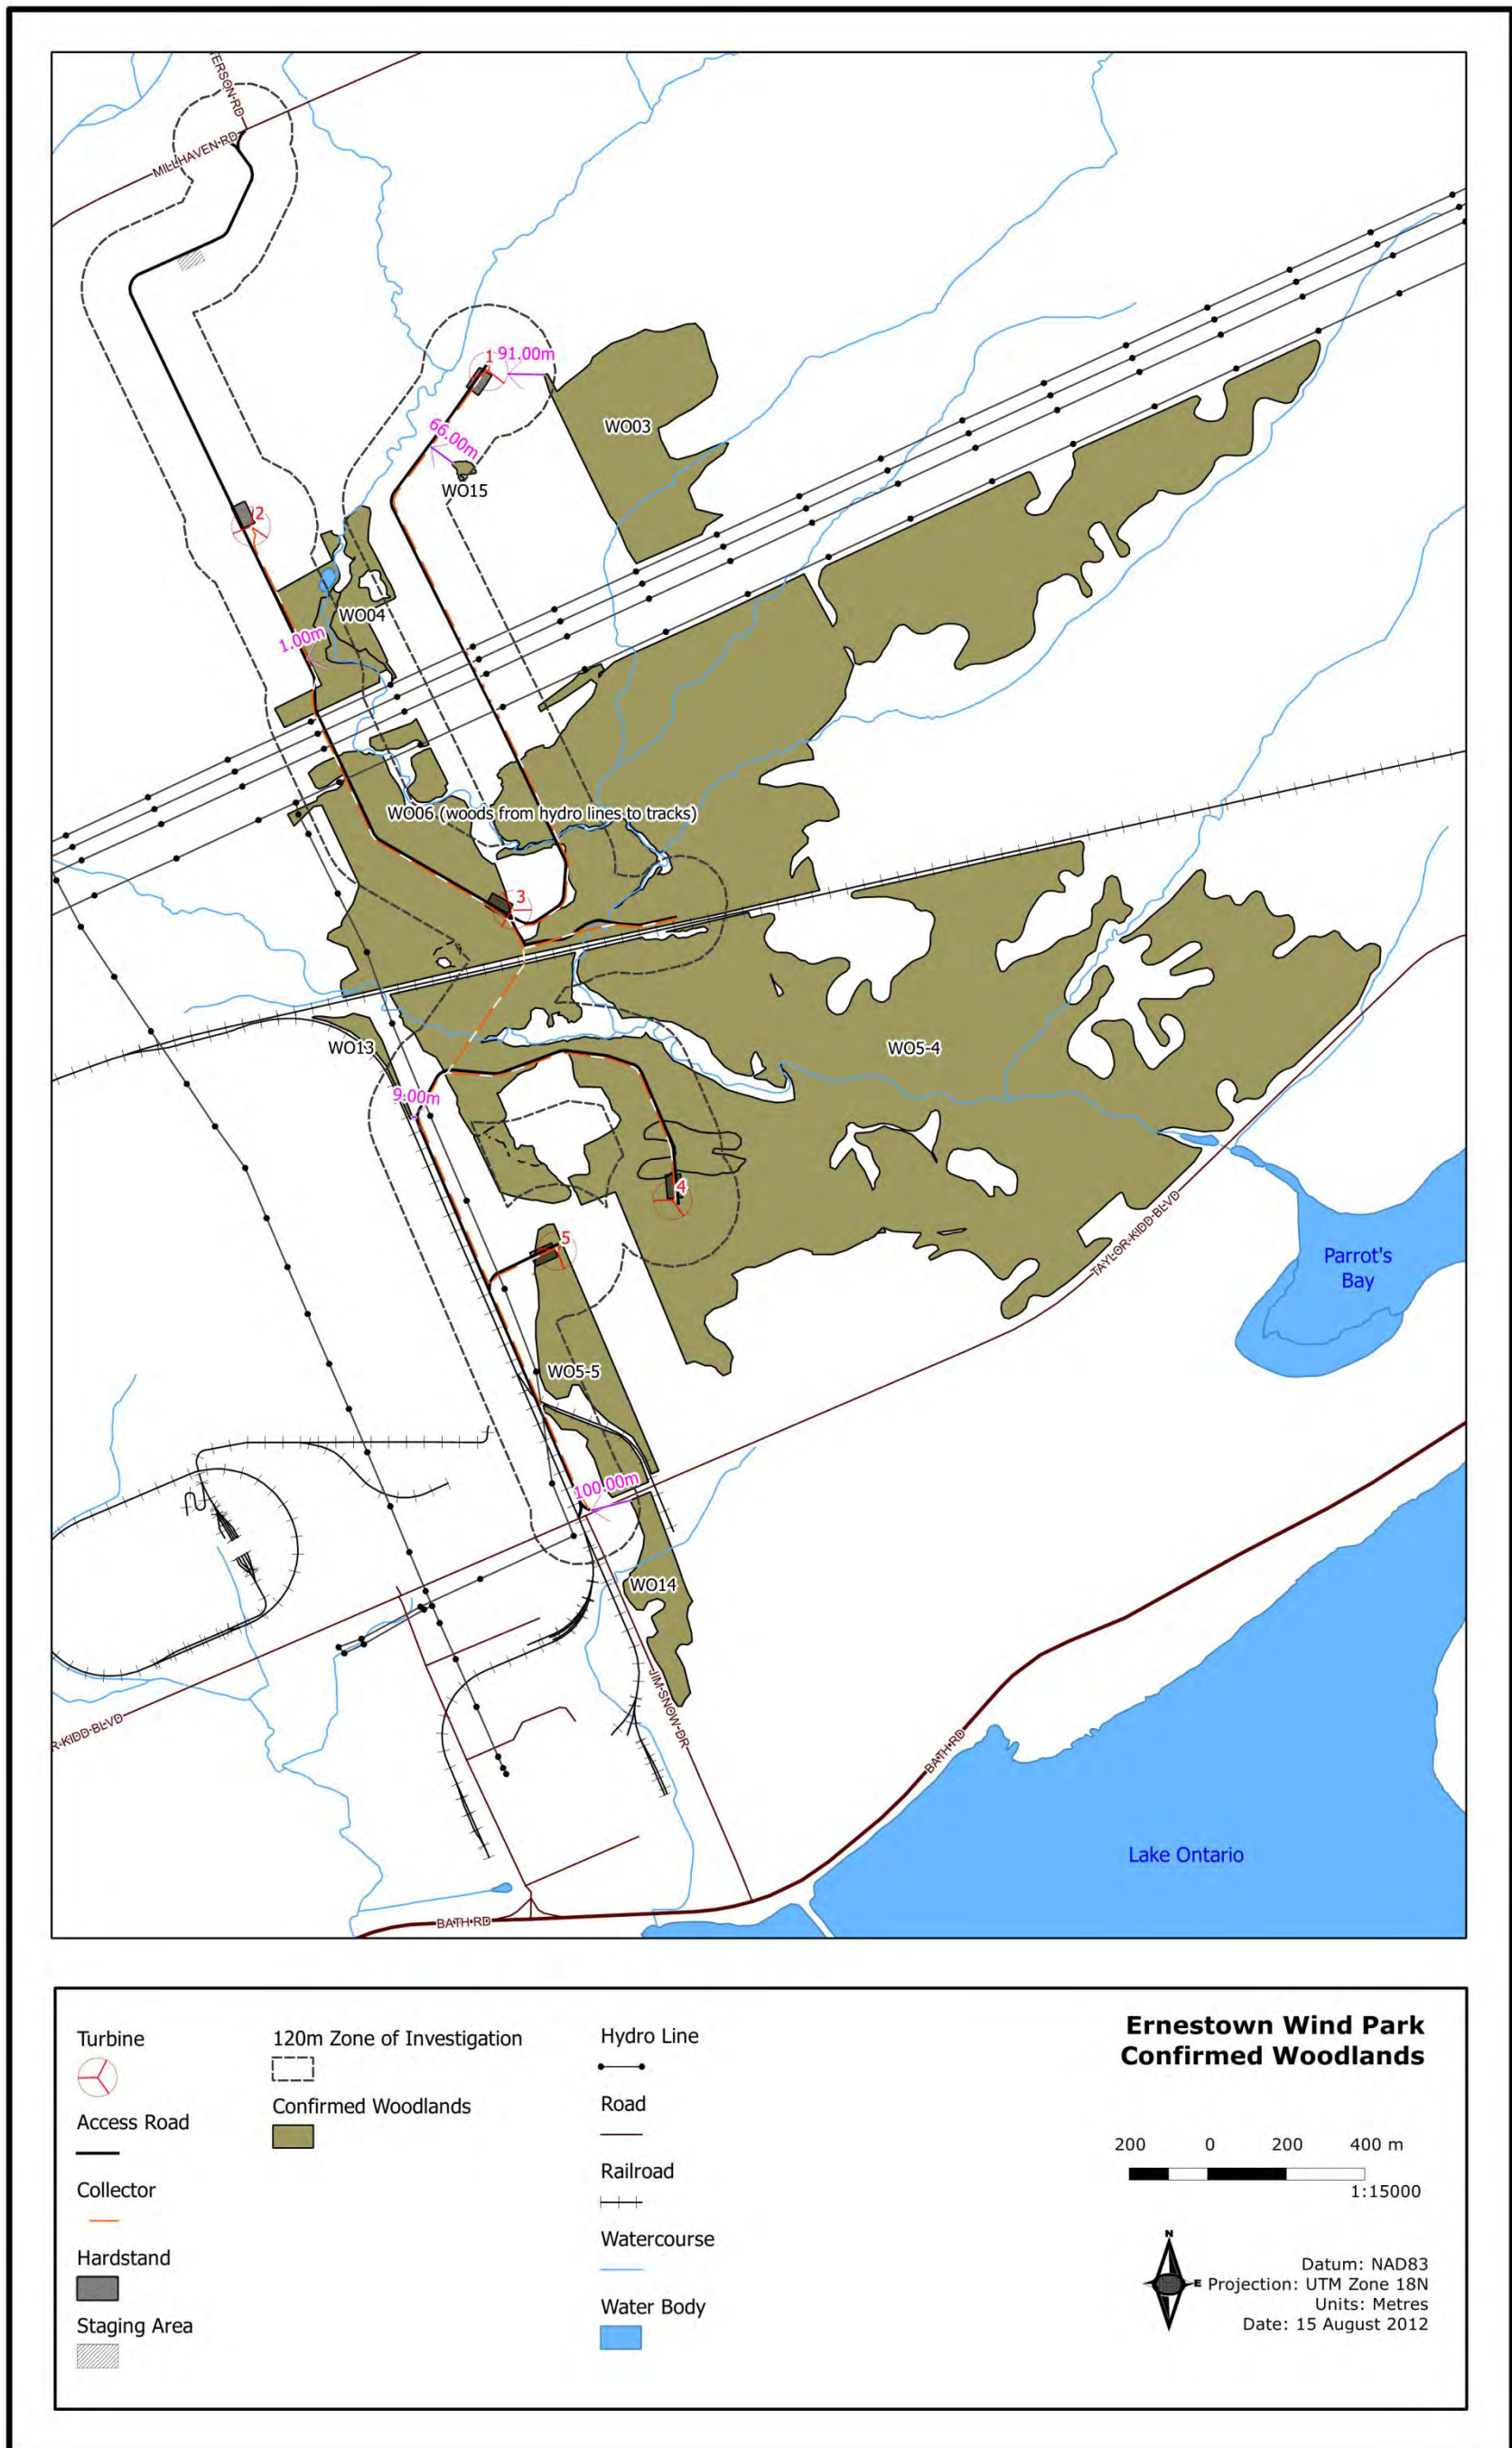 ERSON-RD
MILLHAVEN-RD
1
91.00m
WO03
66.00m
WO15
2
WO04
1.00m
WO06 (woods from hydro lines to tracks)
3
WO13
WO5-4
9.00m
4
TAYLOR-KIDD-BLVD
5
Parrot's
Bay
WO5-5
100.00m
WO14
JIM-SNOW-DR
R-KIDD-BLVD
BATH-RD
Lake Ontario
BATH-RD
Turbine
Access Road
Collector
Hardstand
Staging Area
120m Zone of Investigation
Confirmed Woodlands
Hydro Line
Road
Railroad
Watercourse
Water Body
Ernestown Wind Park
Confirmed Woodlands
200 0 200 400 m
1:15000
N
E
Datum: NAD83
Projection: UTM Zone 18N
Units: Metres
Date: 15 August 2012